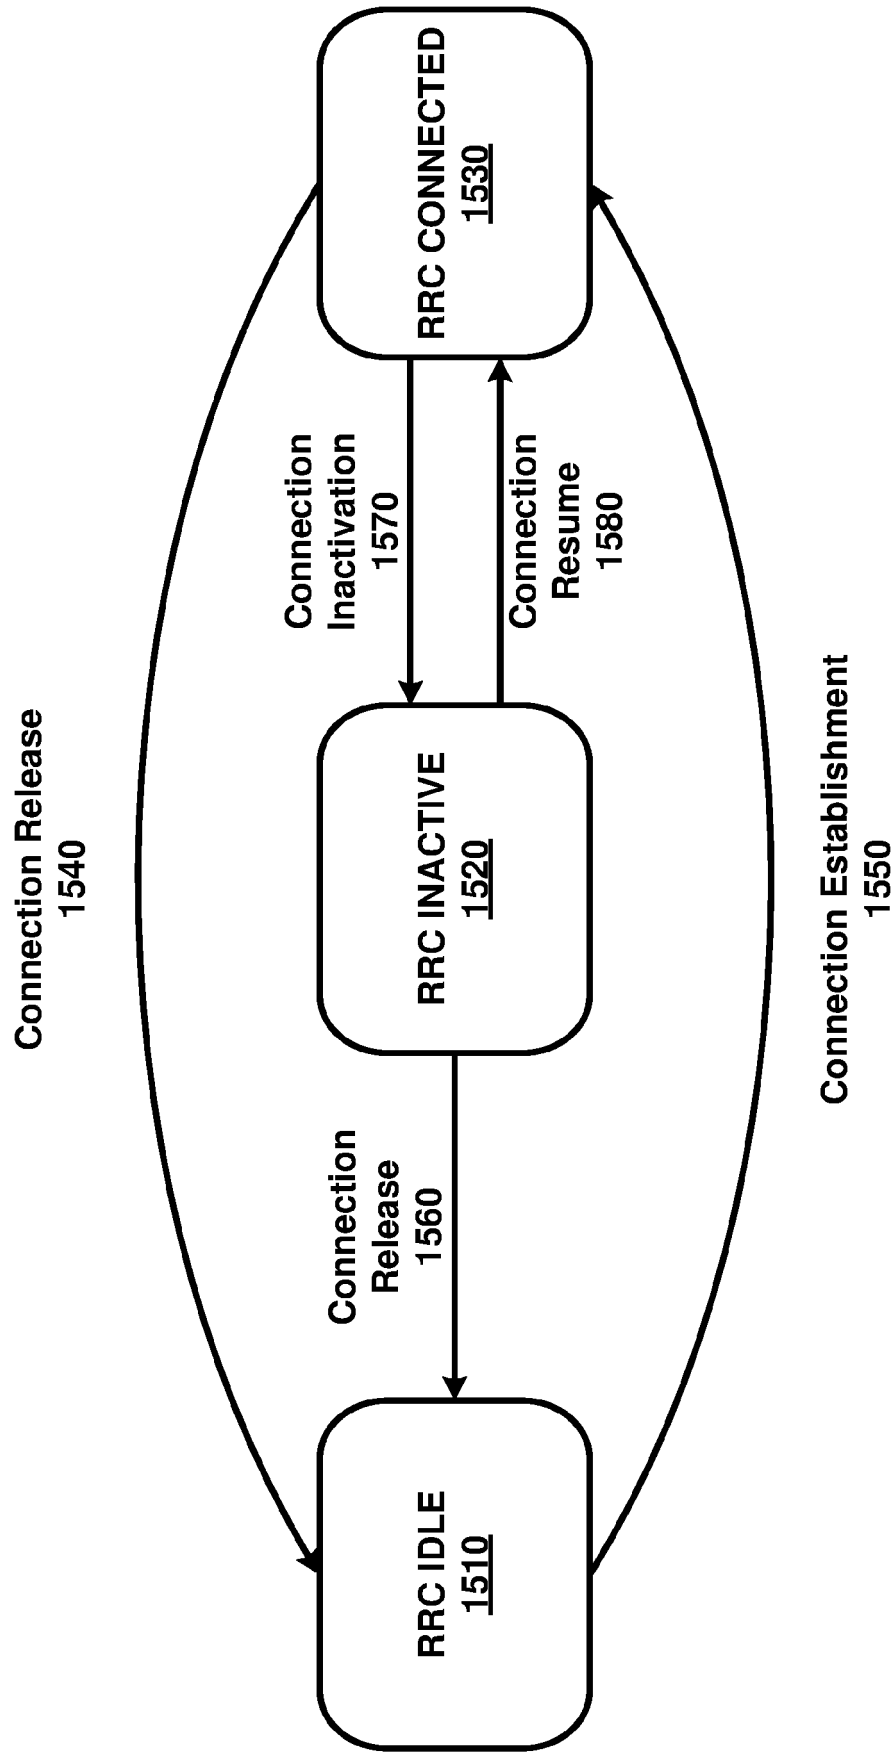 Connection Release
1540
RRC IDLE
1510
Connection
Release
1560
RRC INACTIVE
1520
Connection
Inactivation
1570
Connection
Resume
1580
RRC CONNECTED
1530
Connection Establishment
1550